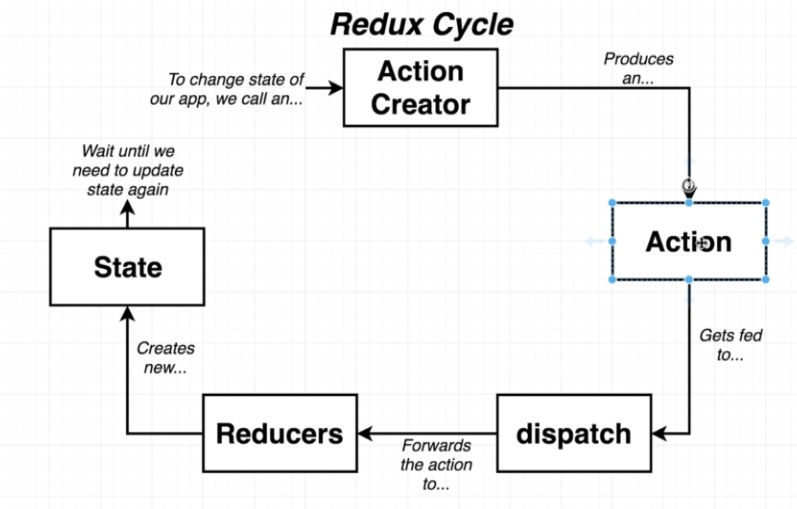 Redux Cycle
To change state of
our app, we call an...
Action
Creator
Produces
an...
Action
Gets fed
to...
dispatch
Forwards
the action
to...
Reducers
Creates
new...
State
Wait until we
need to update
state again